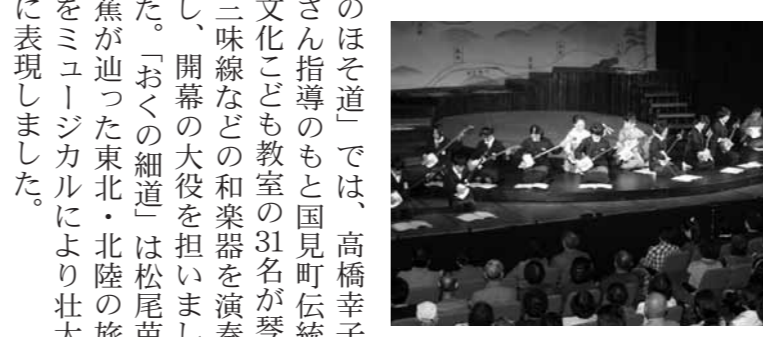 のほそ道」では、高橋幸子
さん指導のもと国見町伝統
文化こども教室の31名が琴
三味線などの和楽器を演奏
し、開幕の大役を担いまし
た。「おくの細道」は松尾芭
蕉が辿った東北・北陸の旅
をミュージカルにより壮大
に表現しました。